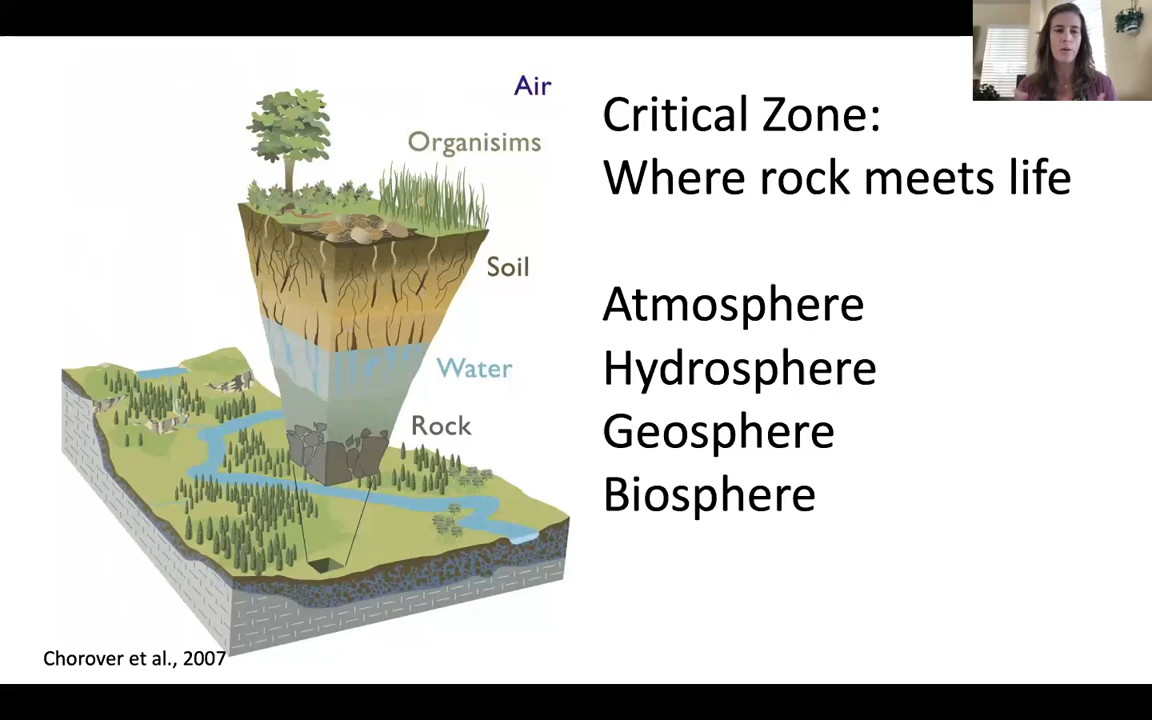 Air
Organisims
Soil
Water
Rock
Chorover et al., 2007
Critical Zone:
Where rock meets life
Atmosphere
Hydrosphere
Geosphere
Biosphere